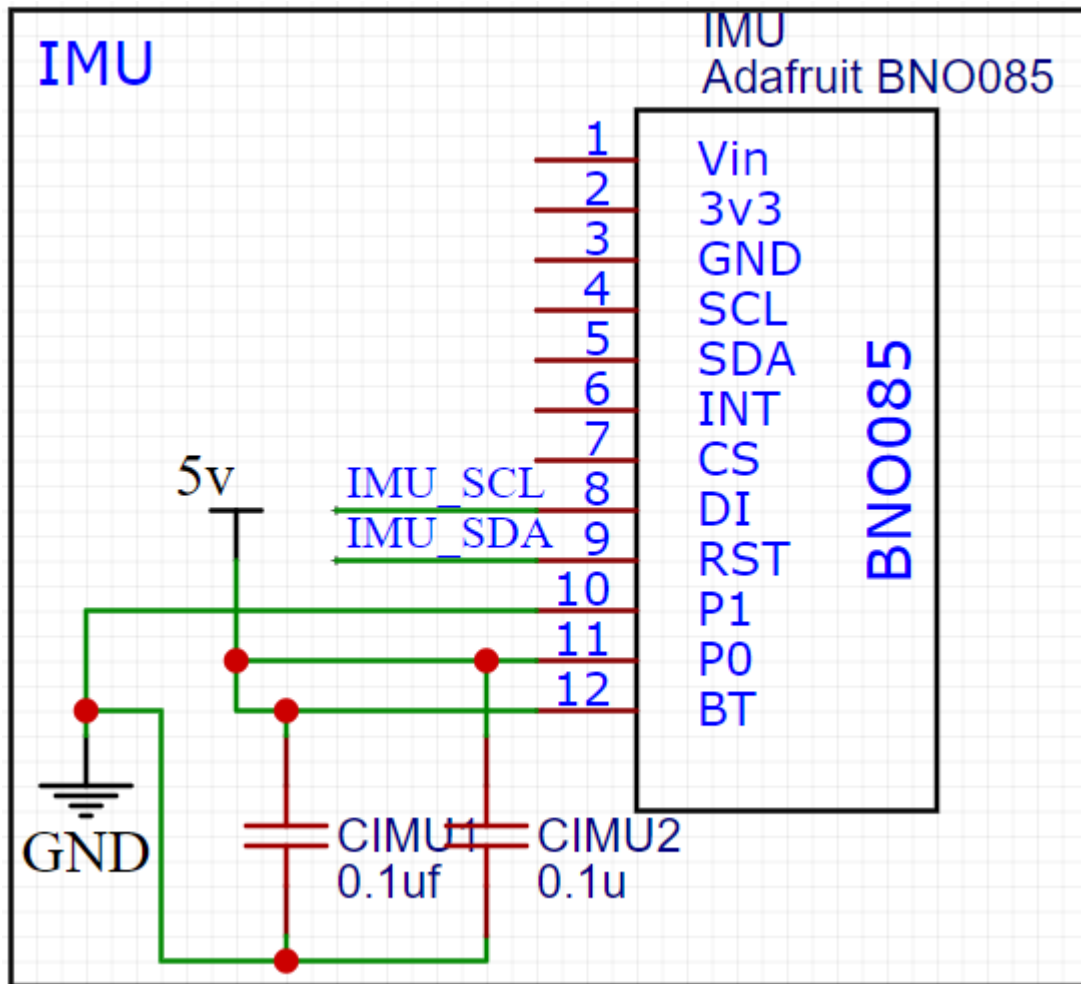 IMU
IMU
Adafruit BNO085
1 Vin
2 3v3
3 GND
4 SCL
5 SDA
6 INT
7 CS
IMU_SCL 8 DI
IMU_SDA 9 RST
10 P1
11 P0
12 BT
BNO085
5v
GND
CIMU1
0.1uf
CIMU2
0.1u